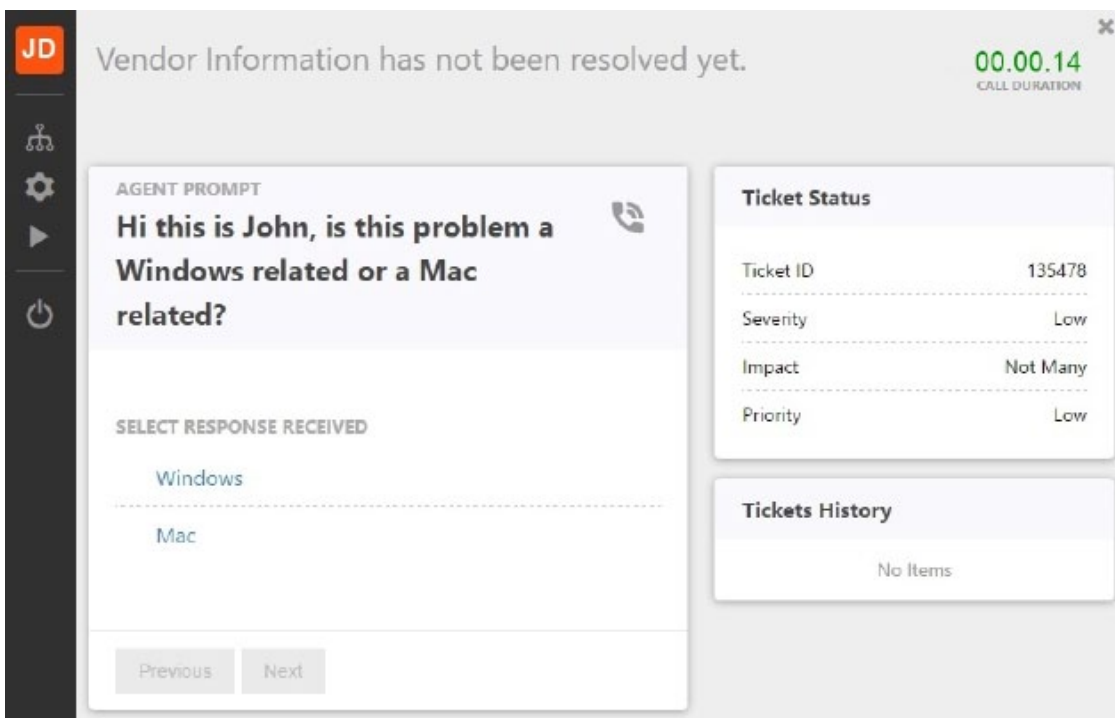 JD
Vendor Information has not been resolved yet.
00.00.14
CALL DURATION
AGENT PROMPT
Hi this is John, is this problem a
Windows related or a Mac
related?
SELECT RESPONSE RECEIVED
Windows
Mac
Previous Next
Ticket Status
Ticket ID 135478
Severity Low
Impact Not Many
Priority Low
Tickets History
No Items